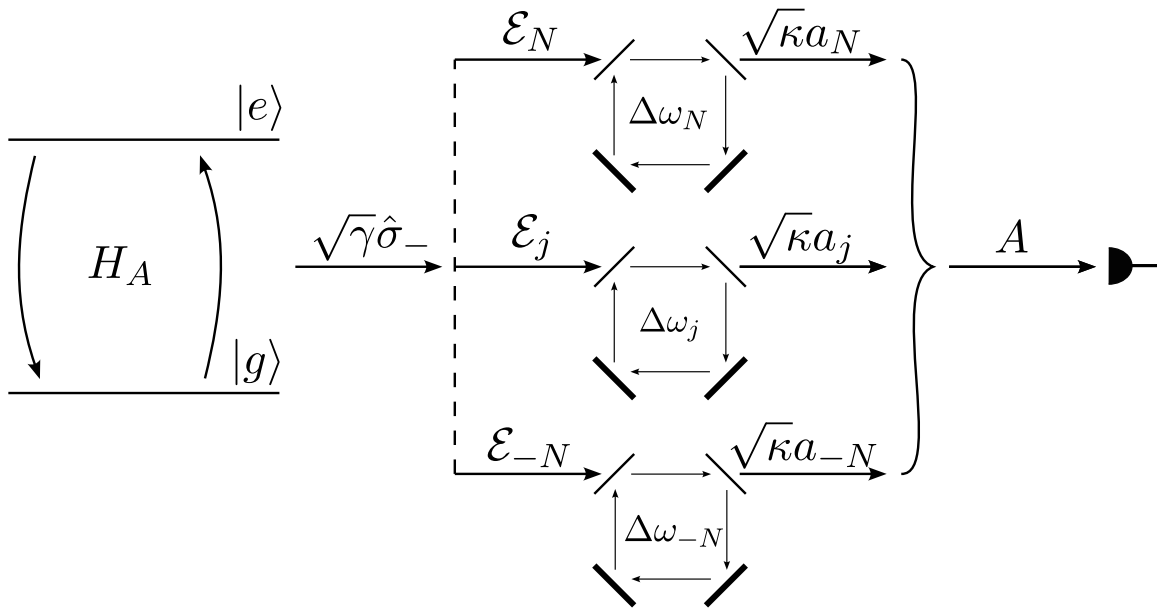 |e⟩
H_A
|g⟩
√γσ̂₋
ℰ_N
Δω_N
√κa_N
ℰ_j
Δω_j
√κa_j
ℰ_{-N}
Δω_{-N}
√κa_{-N}
A